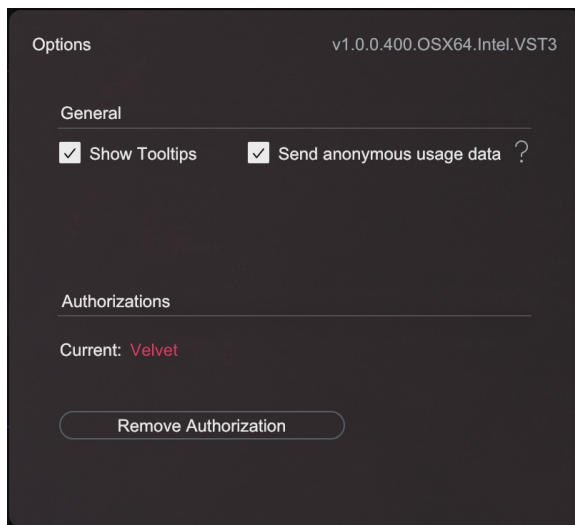 Options v1.0.0.400.OSX64.Intel.VST3
General
Show Tooltips Send anonymous usage data ?
Authorizations
Current: Velvet
Remove Authorization